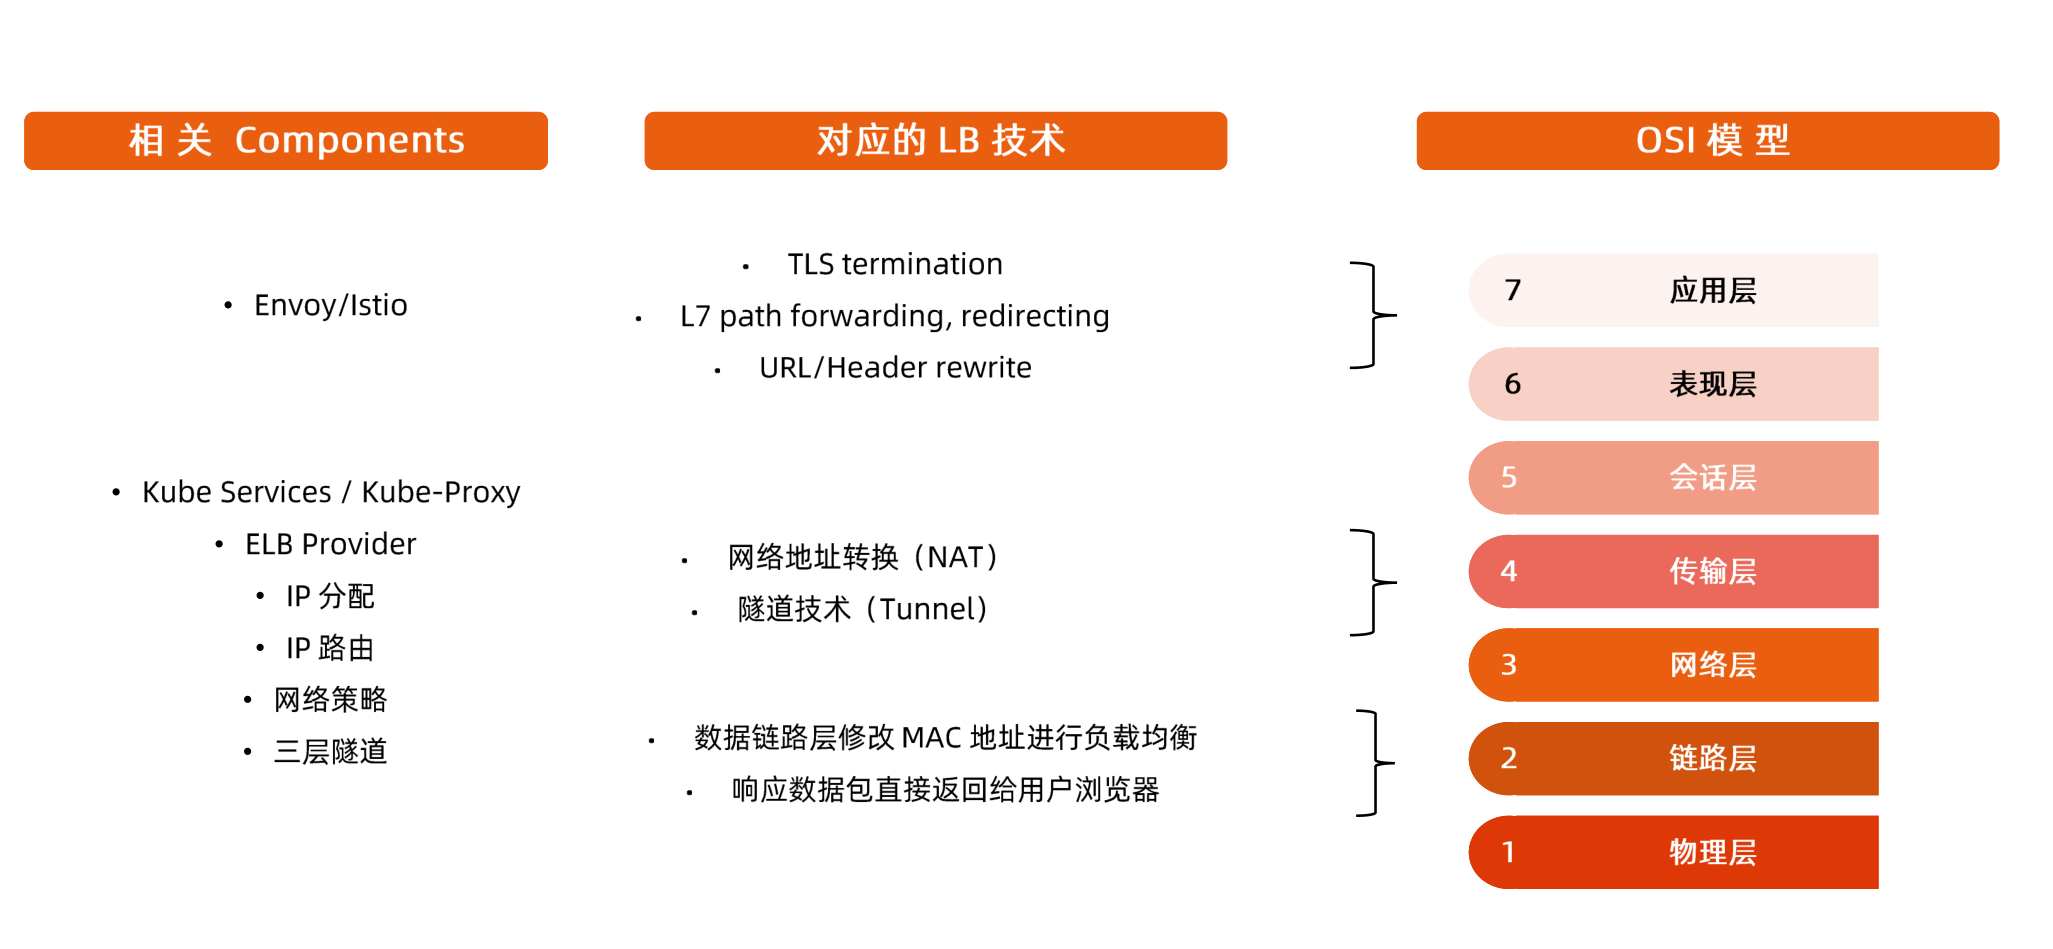 相 关 Components
• Envoy/Istio
• Kube Services / Kube-Proxy
• ELB Provider
• IP 分配
• IP 路由
• 网络策略
• 三层隧道
对应的 LB 技术
• TLS termination
• L7 path forwarding, redirecting
• URL/Header rewrite
• 网络地址转换（NAT）
• 隧道技术（Tunnel）
• 数据链路层修改 MAC 地址进行负载均衡
• 响应数据包直接返回给用户浏览器
OSI 模 型
7 应用层
6 表现层
5 会话层
4 传输层
3 网络层
2 链路层
1 物理层